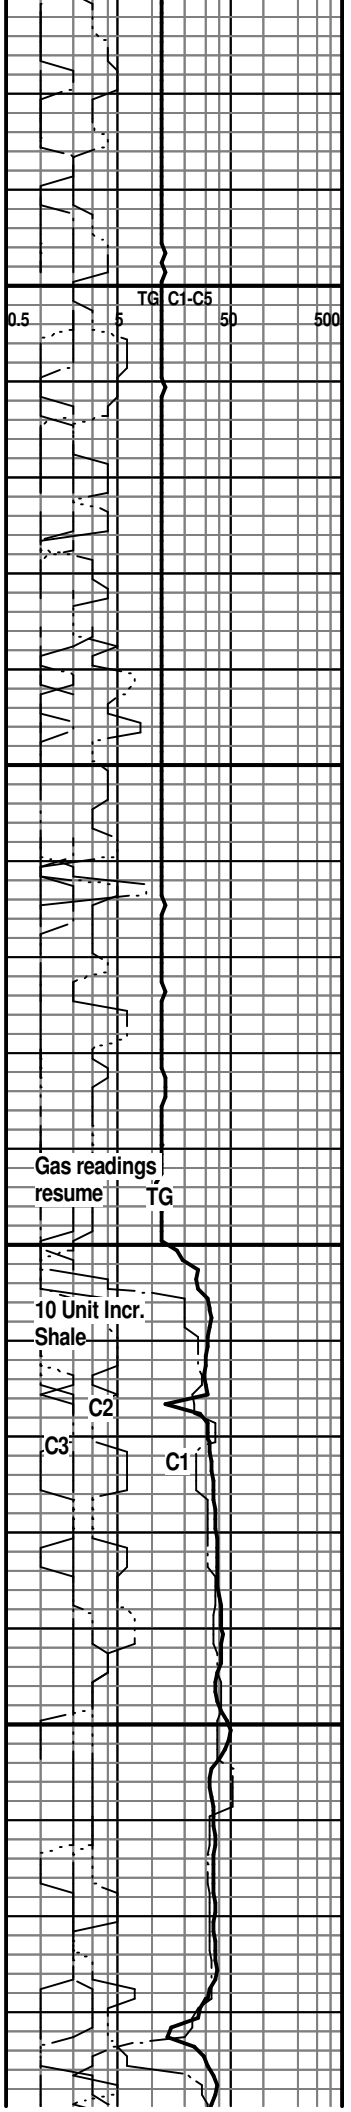 TG C1-C5
0.5 5 50 500
Gas readings
resume TG
10 Unit Incr.
Shale
C2
C3
C1